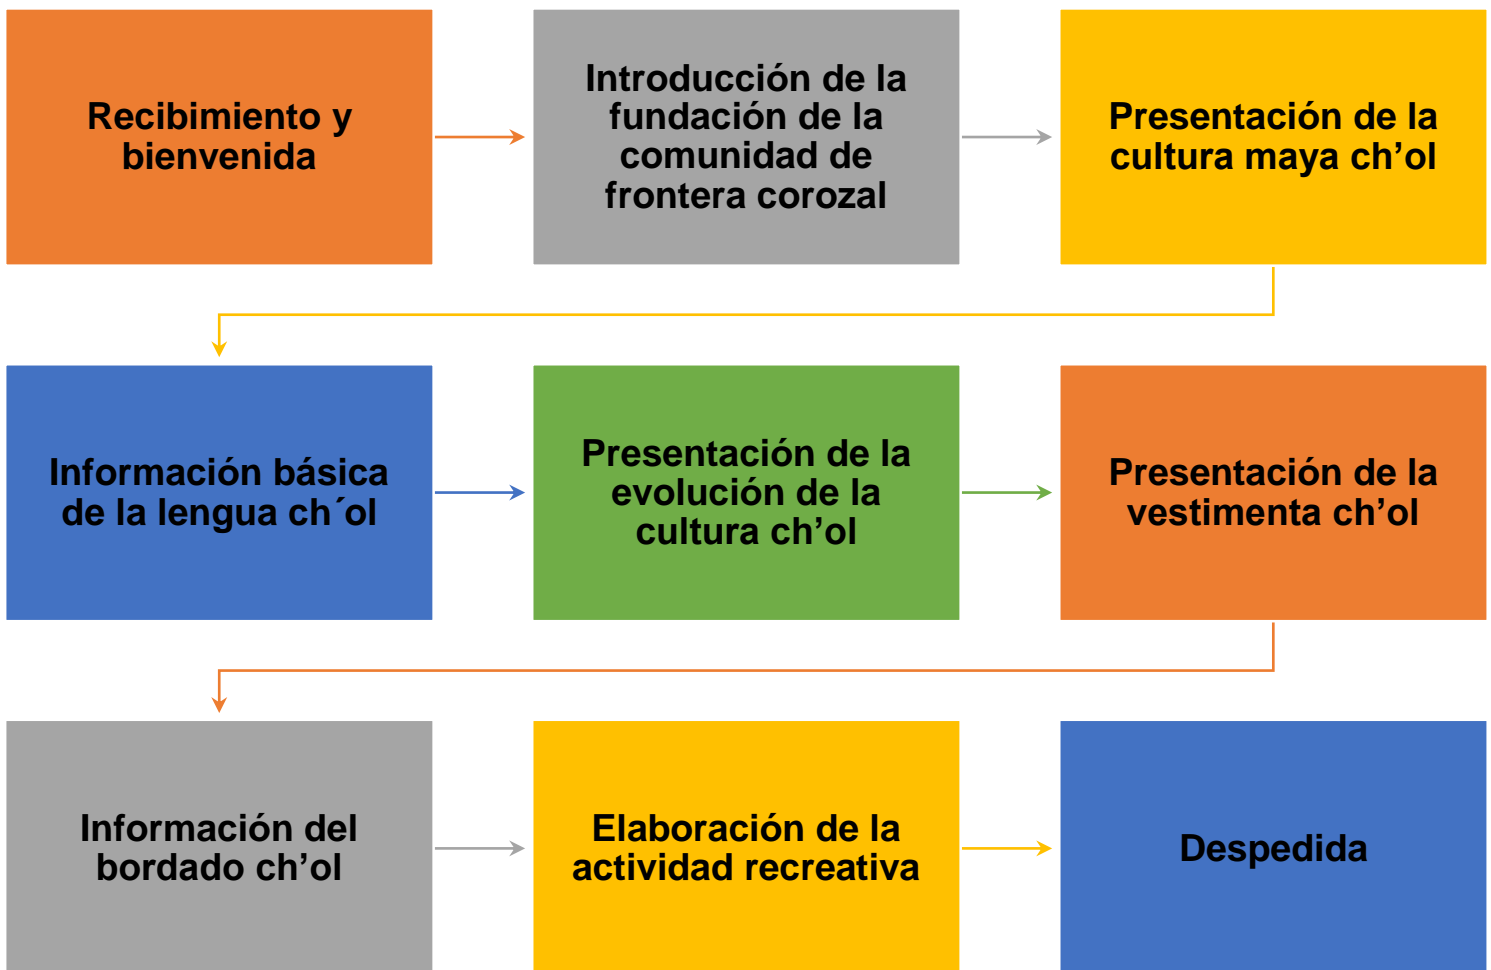 Recibimiento y
bienvenida
Introducción de la
fundación de la
comunidad de
frontera corozal
Presentación de la
cultura maya ch’ol
Información básica
de la lengua ch´ol
Presentación de la
evolución de la
cultura ch’ol
Presentación de la
vestimenta ch’ol
Información del
bordado ch’ol
Elaboración de la
actividad recreativa
Despedida